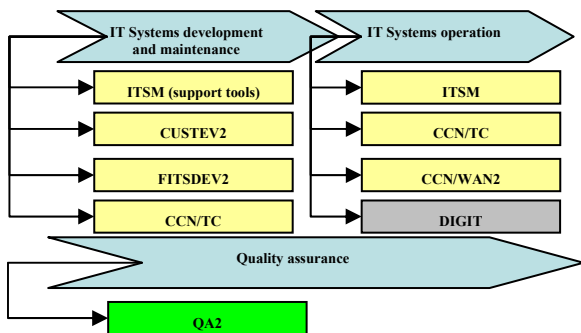 IT Systems development
and maintenance
IT Systems operation
ITSM (support tools)
CUSTEV2
FITSDEV2
CCN/TC
ITSM
CCN/TC
CCN/WAN2
DIGIT
Quality assurance
QA2